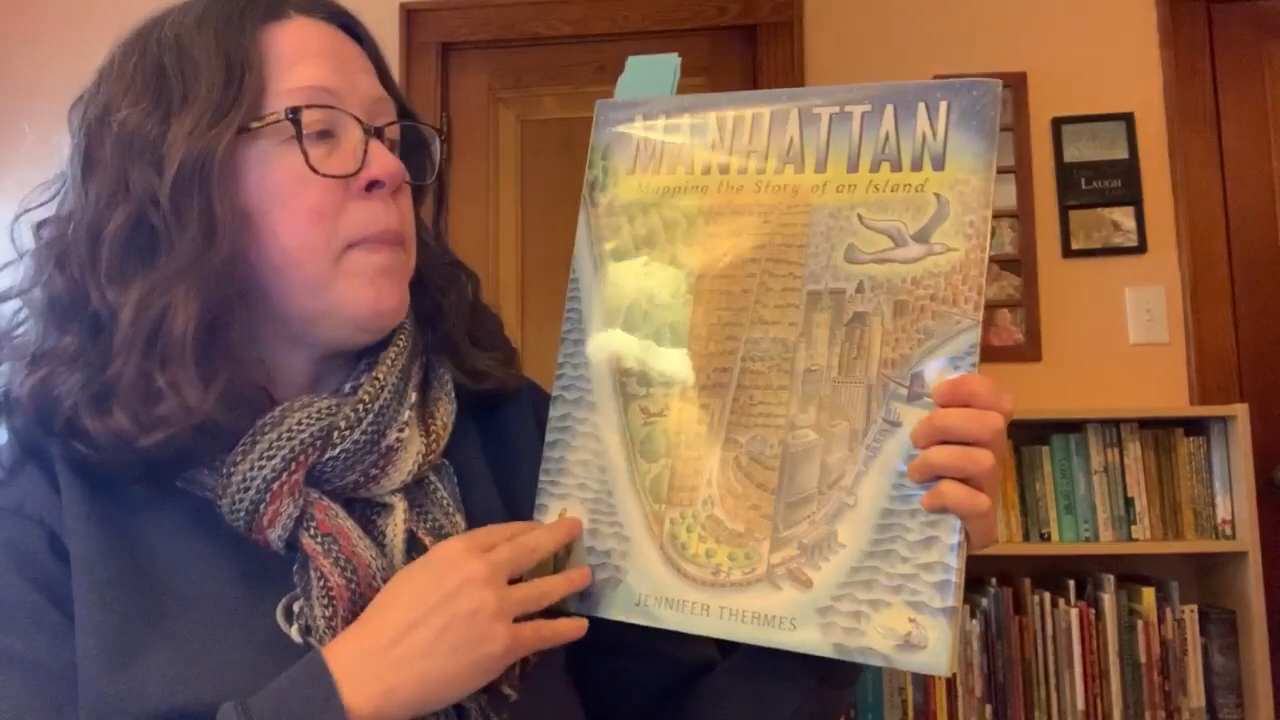 MANHATTAN
Mapping the Story of an Island
JENNIFER THERMES
LAUGH